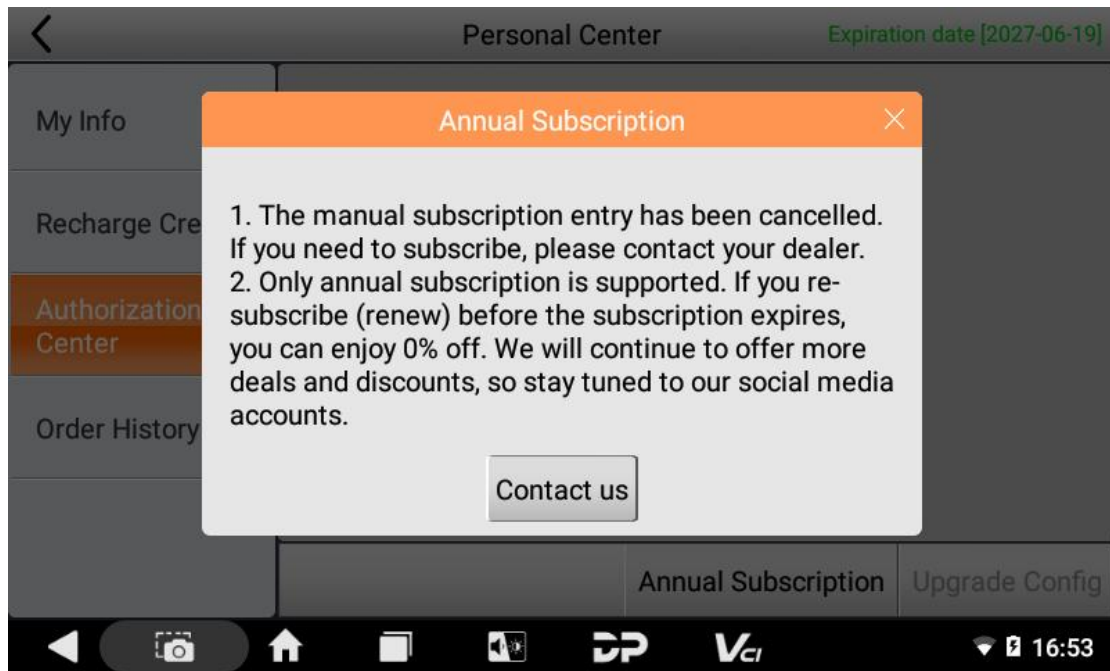 Personal Center
Expiration date [2027-06-19]
My Info
Recharge Cre
Authorization
Center
Order History
Annual Subscription
1. The manual subscription entry has been cancelled.
If you need to subscribe, please contact your dealer.
2. Only annual subscription is supported. If you re-
subscribe (renew) before the subscription expires,
you can enjoy 0% off. We will continue to offer more
deals and discounts, so stay tuned to our social media
accounts.
Contact us
Annual Subscription
Upgrade Config
DP
VCI
16:53